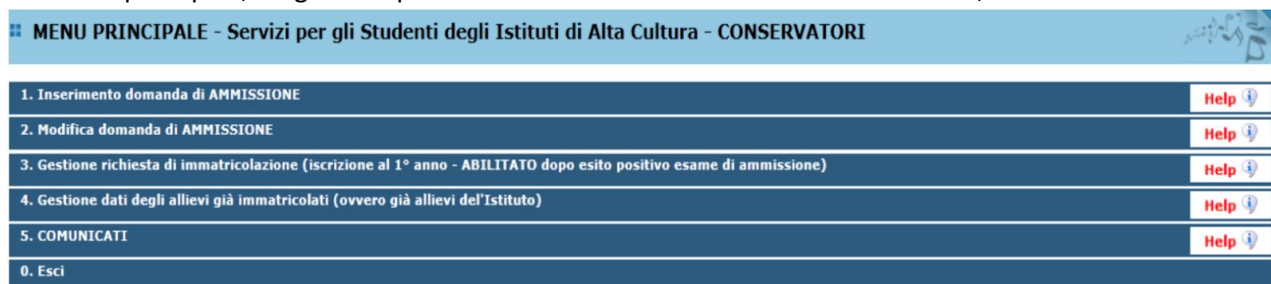 MENU PRINCIPALE - Servizi per gli Studenti degli Istituti di Alta Cultura - CONSERVATORI
1. Inserimento domanda di AMMISSIONE Help
2. Modifica domanda di AMMISSIONE Help
3. Gestione richiesta di immatricolazione (iscrizione al 1° anno - ABILITATO dopo esito positivo esame di ammissione) Help
4. Gestione dati degli allievi già immatricolati (ovvero già allievi del'Istituto) Help
5. COMUNICATI Help
0. Esci